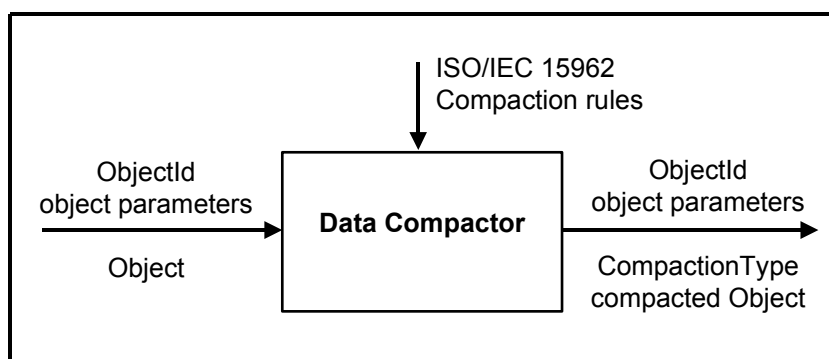 ISO/IEC 15962
Compaction rules
ObjectId
object parameters
Object
Data Compactor
ObjectId
object parameters
CompactionType
compacted Object